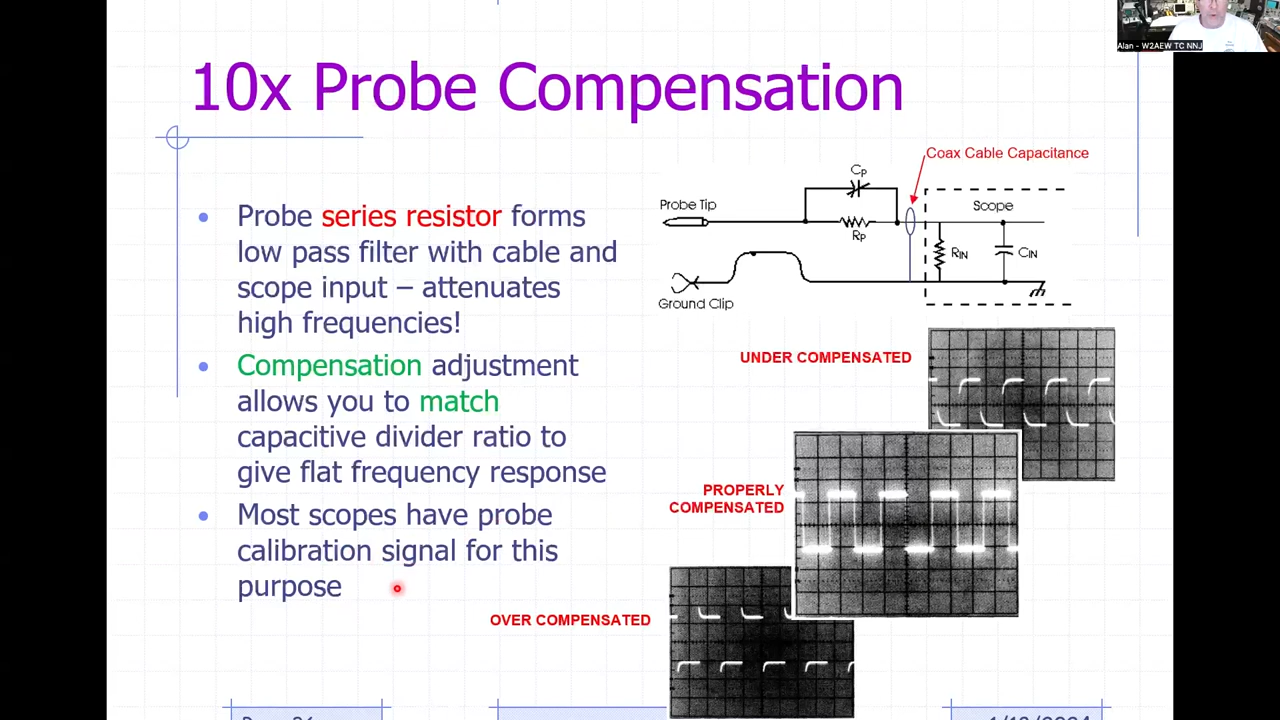 Alan - W2AEW TC NNJ
10x Probe Compensation
Probe series resistor forms
low pass filter with cable and
scope input – attenuates
high frequencies!
Compensation adjustment
allows you to match
capacitive divider ratio to
give flat frequency response
Most scopes have probe
calibration signal for this
purpose
Coax Cable Capacitance
CP
Probe Tip
Scope
RP
RIN
CIN
Ground Clip
UNDER COMPENSATED
PROPERLY
COMPENSATED
OVER COMPENSATED